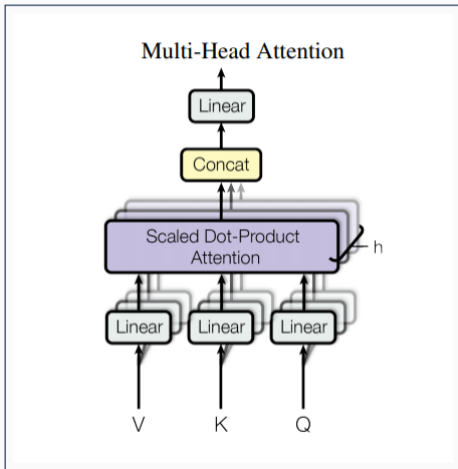 Multi-Head Attention
Linear
Concat
Scaled Dot-Product
Attention
h
Linear Linear Linear
V K Q